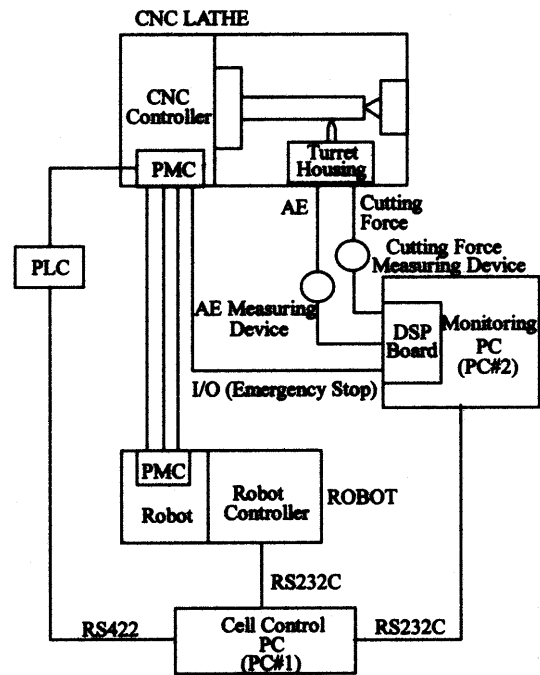 CNC LATHE
CNC
Controller
PMC
Turret
Housing
AE
Cutting
Force
PLC
Cutting Force
Measuring Device
AE Measuring
Device
DSP
Board
Monitoring
PC
(PC#2)
I/O (Emergency Stop)
PMC
Robot
Robot
Controller
ROBOT
RS232C
RS422
Cell Control
PC
(PC#1)
RS232C